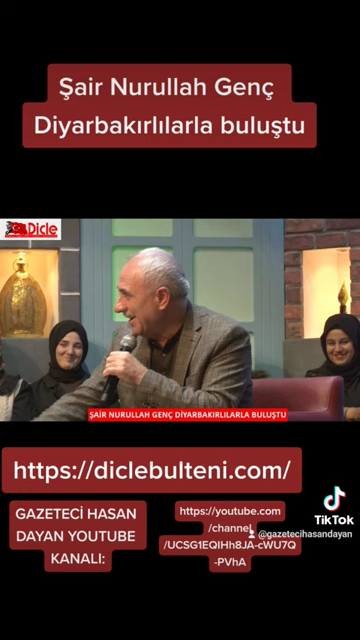 Şair Nurullah Genç
Diyarbakırlılarla buluştu
Dicle
ŞAİR NURULLAH GENÇ DİYARBAKIRLILARLA BULUŞTU
https://diclebulteni.com/
GAZETECİ HASAN
DAYAN YOUTUBE
KANALI:
https://youtube.com
/channel
/UCSG1EQIHh8JA-cWU7Q
-PVhA
TikTok
@gazetecihasandayan